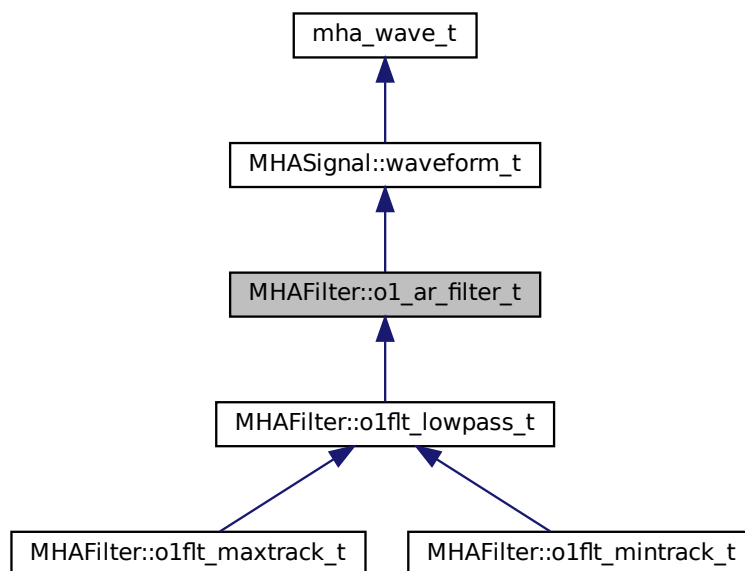 mha_wave_t
MHASignal::waveform_t
MHAFilter::o1_ar_filter_t
MHAFilter::o1flt_lowpass_t
MHAFilter::o1flt_maxtrack_t
MHAFilter::o1flt_mintrack_t